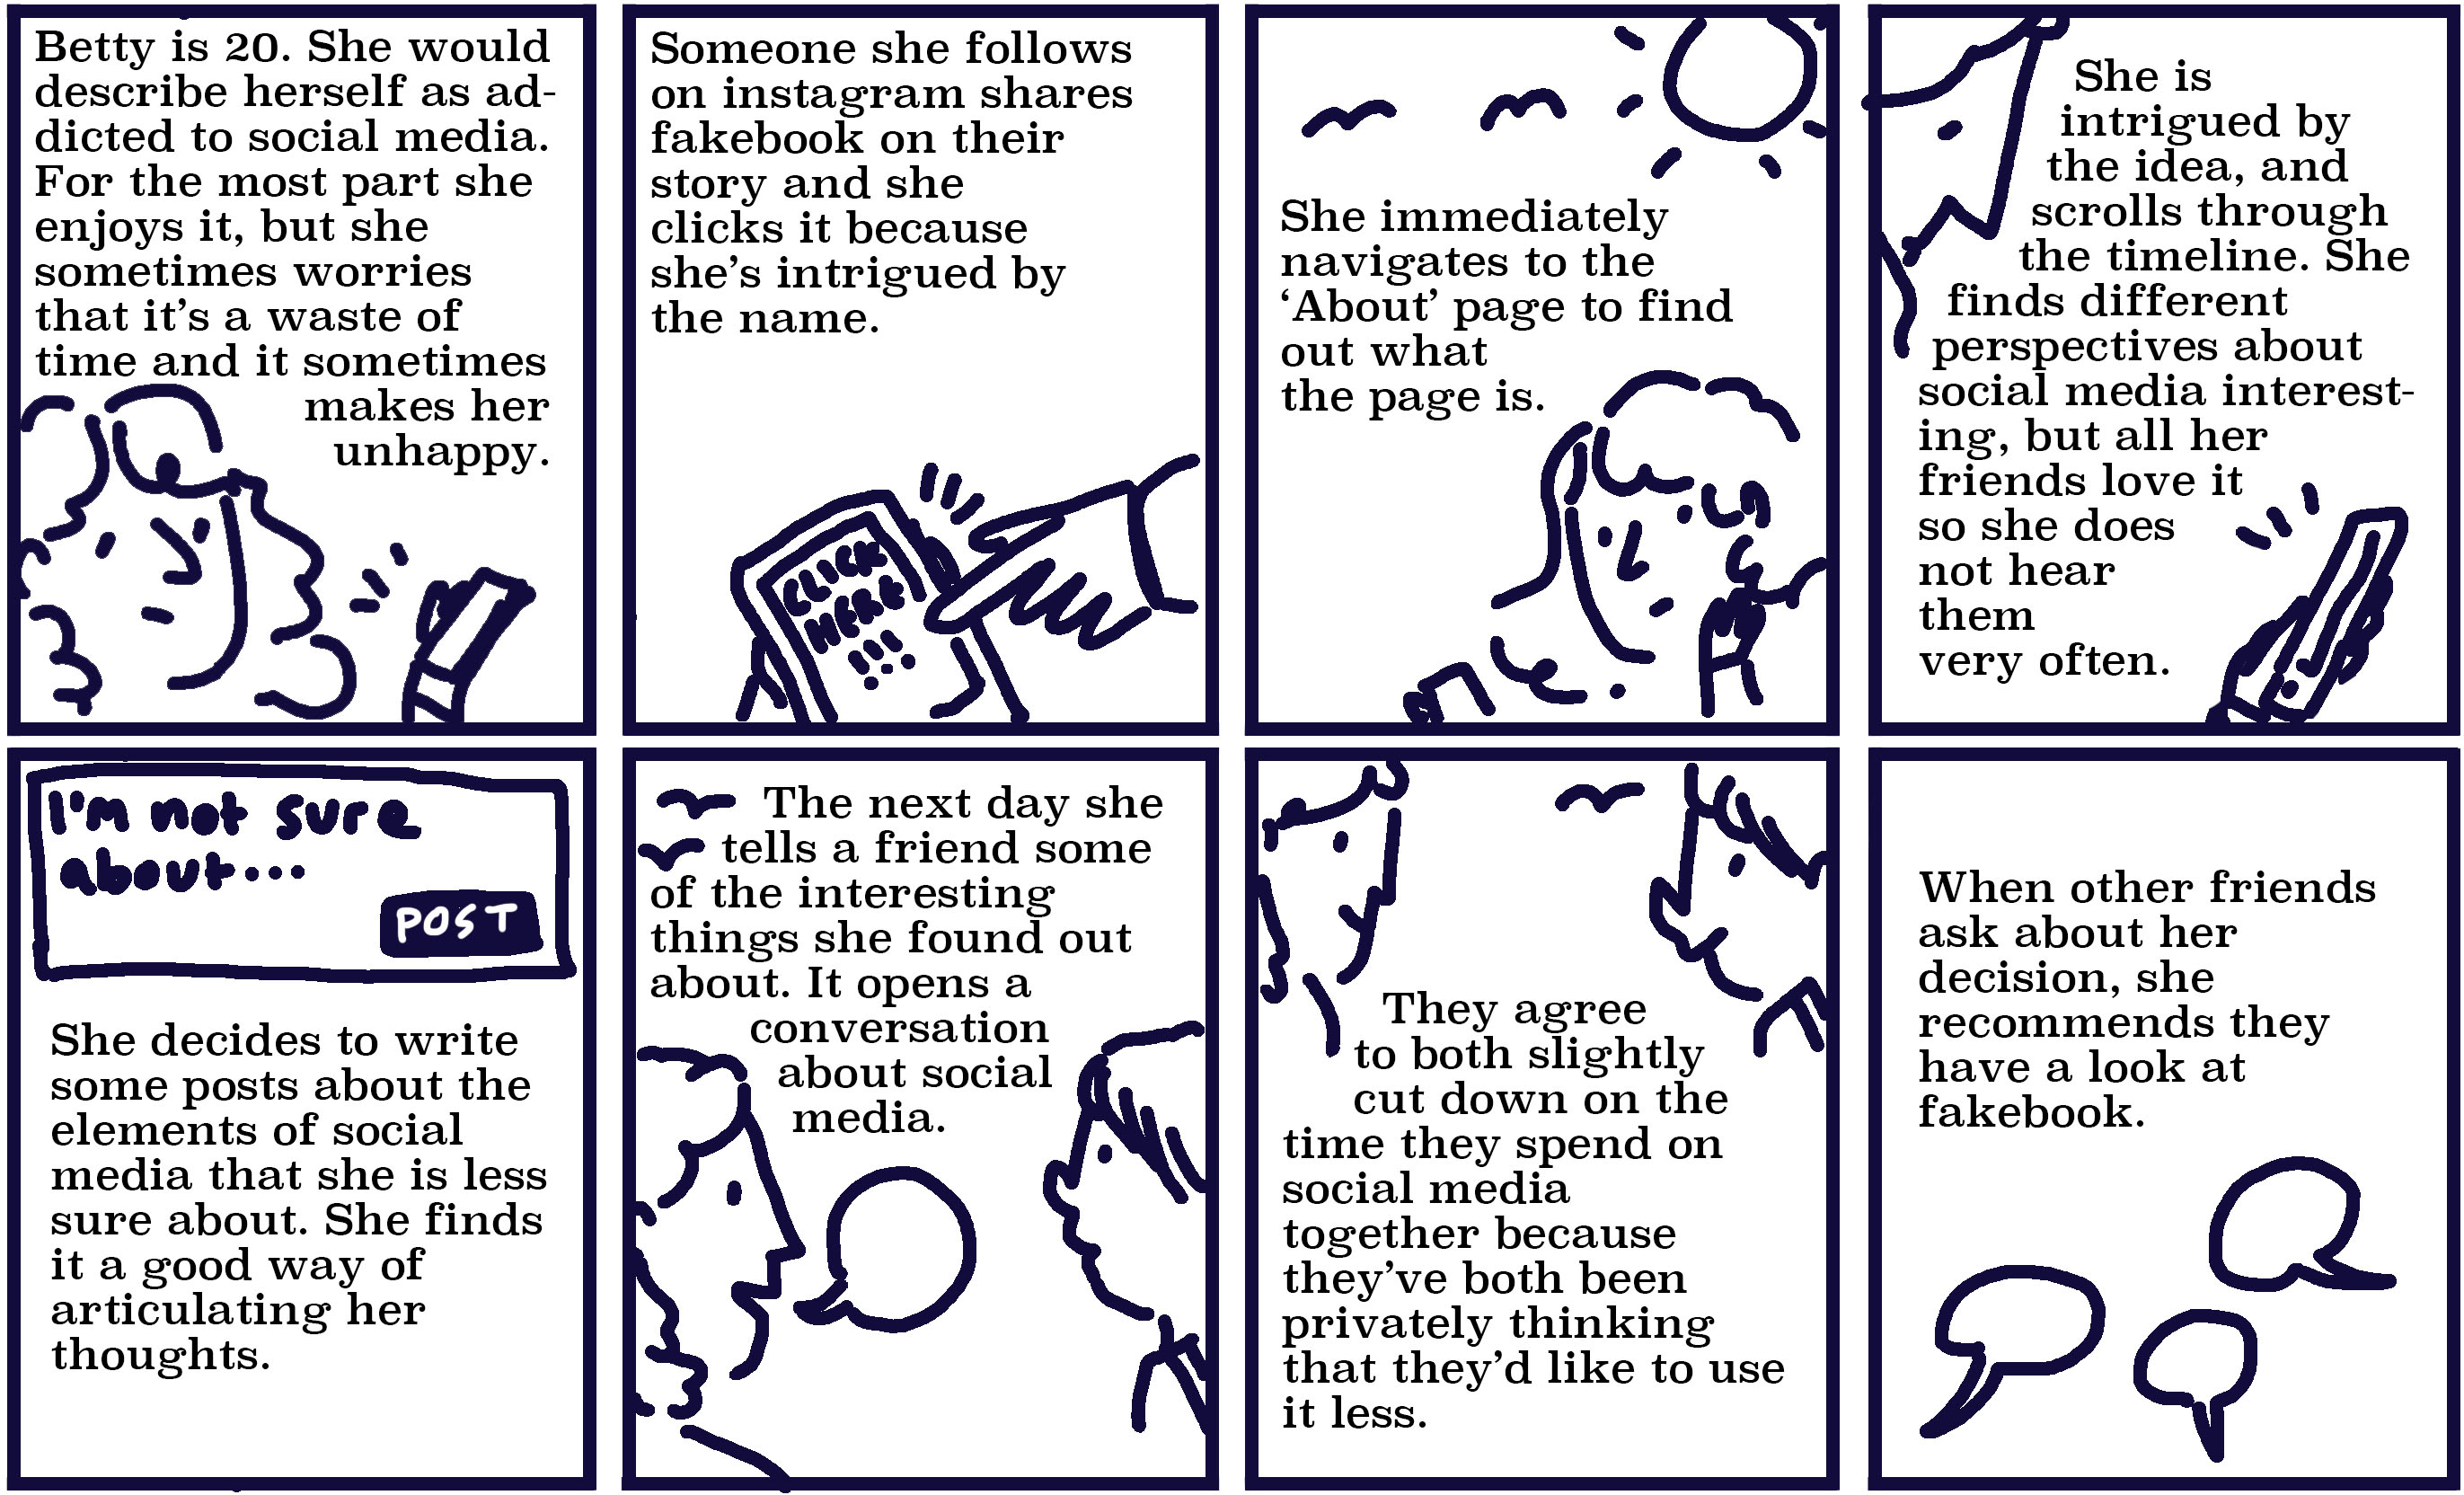 Betty is 20. She would
describe herself as ad-
dicted to social media.
For the most part she
enjoys it, but she
sometimes worries
that it’s a waste of
time and it sometimes
makes her
unhappy.
Someone she follows
on instagram shares
fakebook on their
story and she
clicks it because
she’s intrigued by
the name.
CLICK
HERE
!!!
She immediately
navigates to the
‘About’ page to find
out what
the page is.
She is
intrigued by
the idea, and
scrolls through
the timeline. She
finds different
perspectives about
social media interest-
ing, but all her
friends love it
so she does
not hear
them
very often.
I'm not sure
about...
POST
She decides to write
some posts about the
elements of social
media that she is less
sure about. She finds
it a good way of
articulating her
thoughts.
The next day she
tells a friend some
of the interesting
things she found out
about. It opens a
conversation
about social
media.
They agree
to both slightly
cut down on the
time they spend on
social media
together because
they’ve both been
privately thinking
that they’d like to use
it less.
When other friends
ask about her
decision, she
recommends they
have a look at
fakebook.